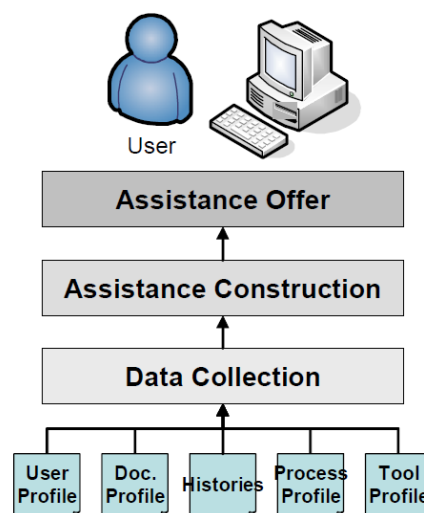 User
Assistance Offer
Assistance Construction
Data Collection
User
Profile
Doc.
Profile
Histories
Process
Profile
Tool
Profile